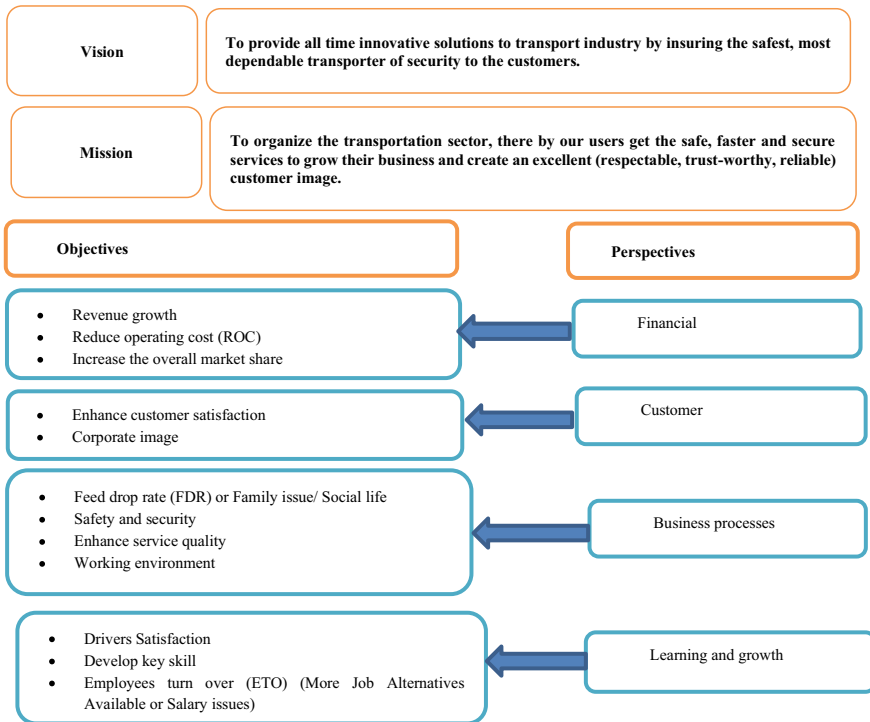 Vision
To provide all time innovative solutions to transport industry by insuring the safest, most
dependable transporter of security to the customers.
Mission
To organize the transportation sector, there by our users get the safe, faster and secure
services to grow their business and create an excellent (respectable, trust-worthy, reliable)
customer image.
Objectives
Perspectives
• Revenue growth
• Reduce operating cost (ROC)
• Increase the overall market share
Financial
• Enhance customer satisfaction
• Corporate image
Customer
• Feed drop rate (FDR) or Family issue/ Social life
• Safety and security
• Enhance service quality
• Working environment
Business processes
• Drivers Satisfaction
• Develop key skill
• Employees turn over (ETO) (More Job Alternatives
Available or Salary issues)
Learning and growth